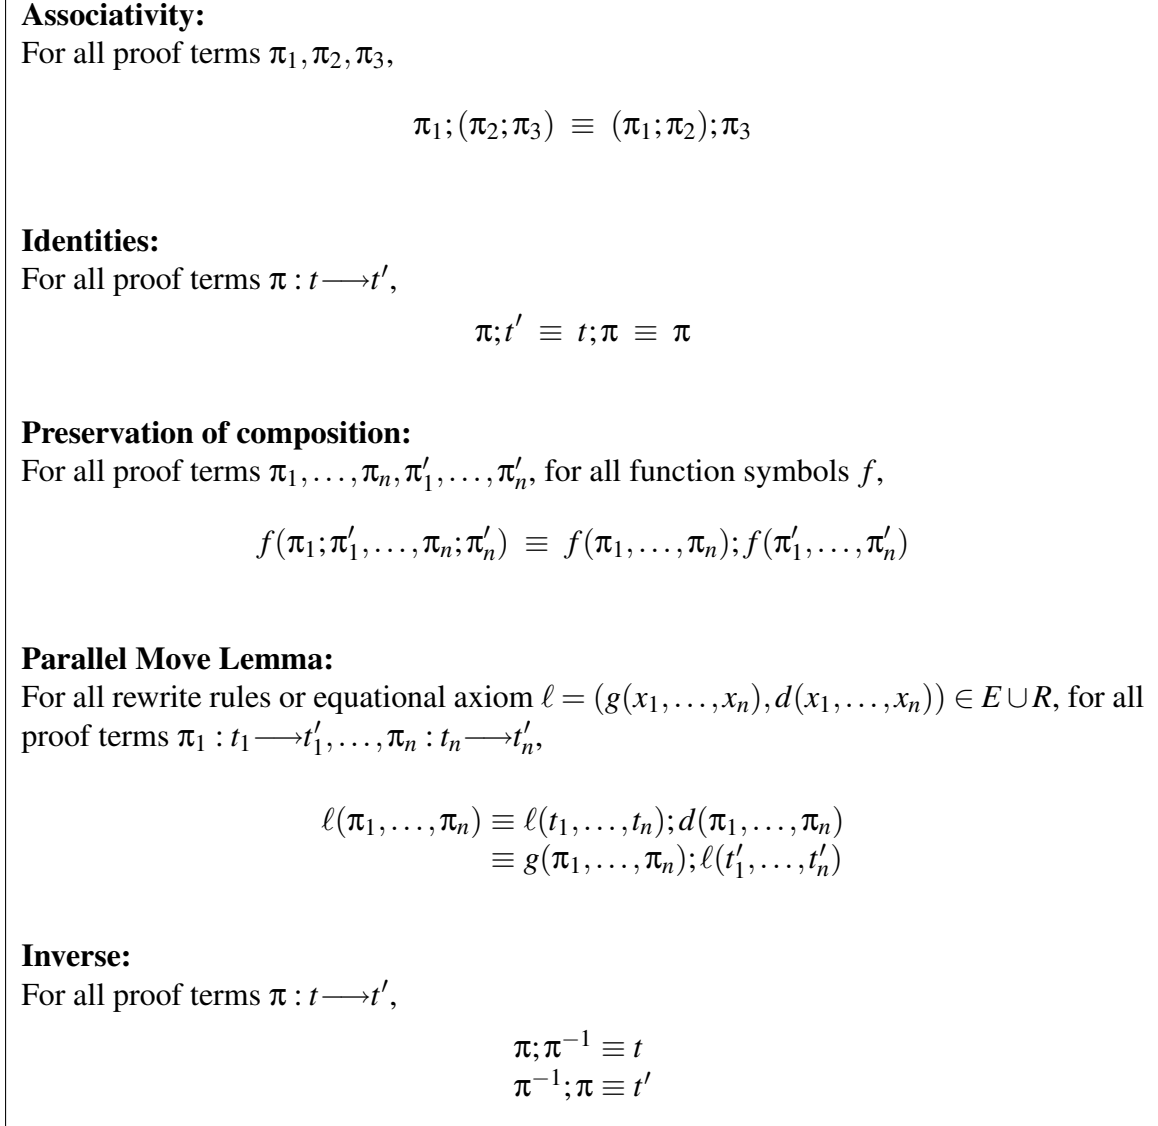 Associativity:
For all proof terms π₁,π₂,π₃,
π₁;(π₂;π₃) ≡ (π₁;π₂);π₃
Identities:
For all proof terms π : t⟶t′,
π;t′ ≡ t;π ≡ π
Preservation of composition:
For all proof terms π₁,…,πₙ,π′₁,…,π′ₙ, for all function symbols f,
f(π₁;π′₁,…,πₙ;π′ₙ) ≡ f(π₁,…,πₙ);f(π′₁,…,π′ₙ)
Parallel Move Lemma:
For all rewrite rules or equational axiom ℓ = (g(x₁,…,xₙ),d(x₁,…,xₙ)) ∈ E∪R, for all
proof terms π₁ : t₁⟶t′₁,…,πₙ : tₙ⟶t′ₙ,
ℓ(π₁,…,πₙ) ≡ ℓ(t₁,…,tₙ);d(π₁,…,πₙ)
≡ g(π₁,…,πₙ);ℓ(t′₁,…,t′ₙ)
Inverse:
For all proof terms π : t⟶t′,
π;π⁻¹ ≡ t
π⁻¹;π ≡ t′